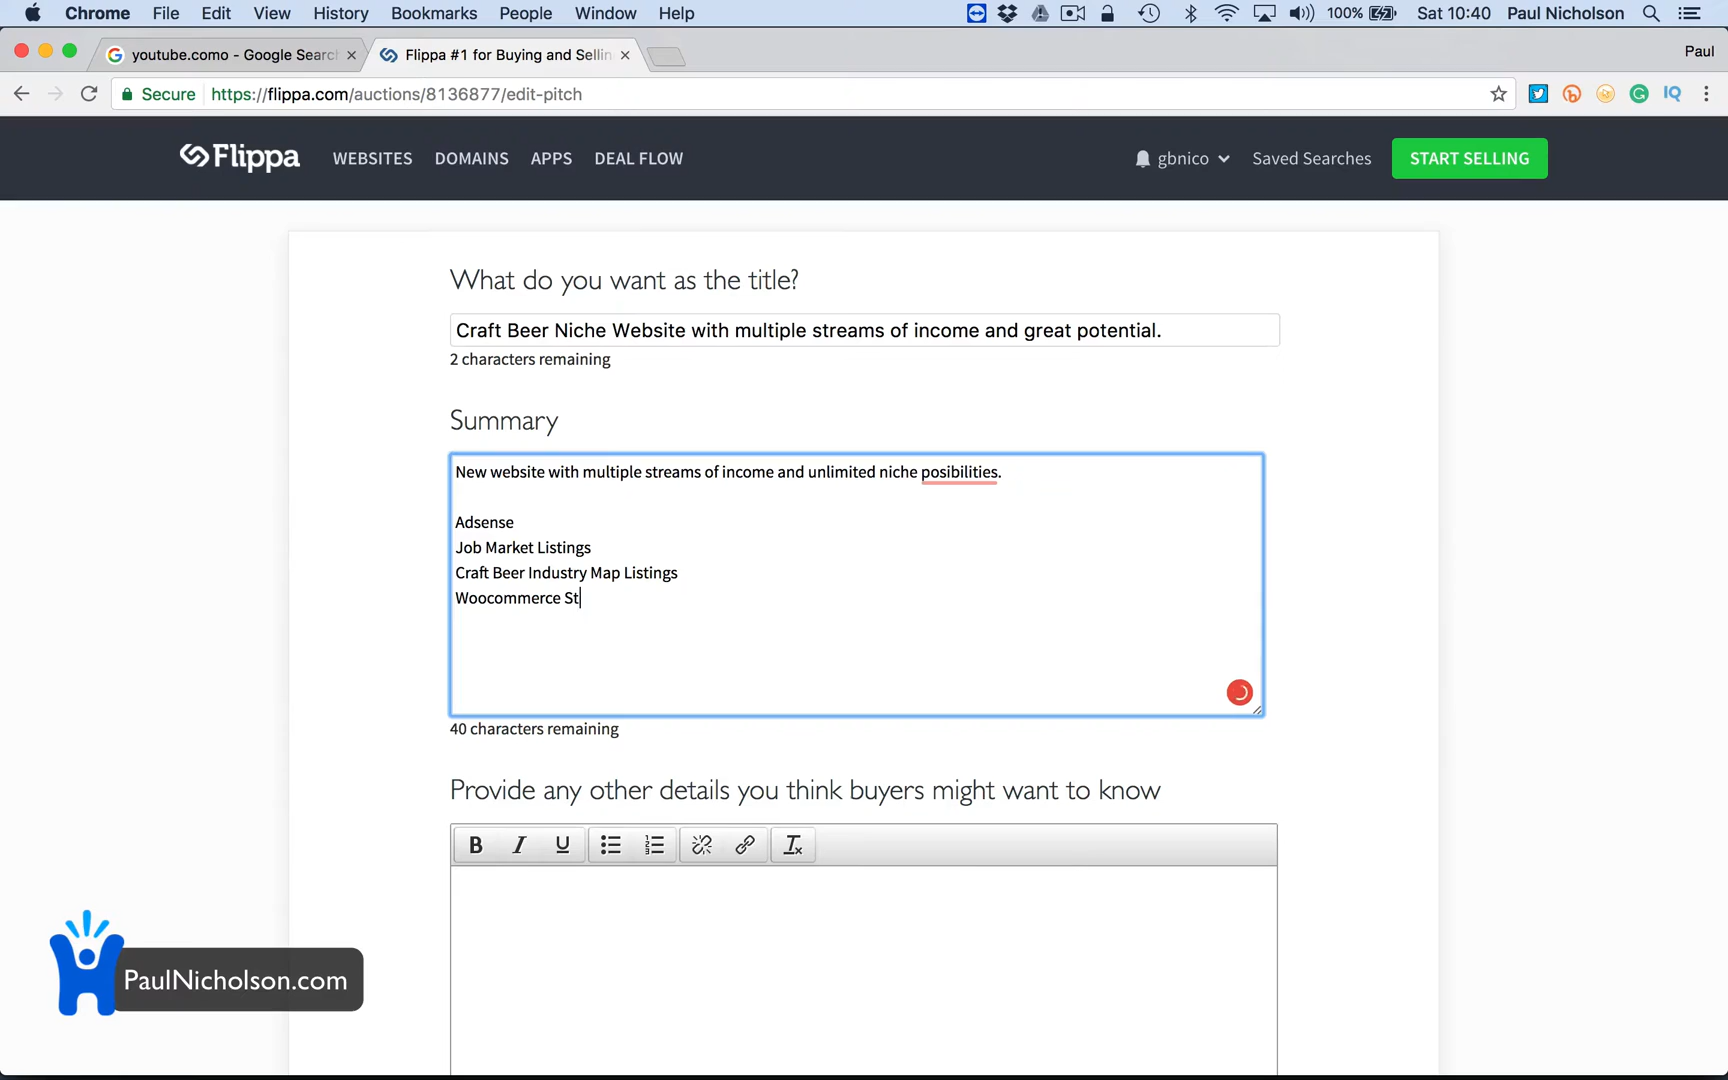 Chrome File Edit View History Bookmarks People Window Help 100% Sat 10:40 Paul Nicholson
youtube.como - Google Search Flippa #1 for Buying and Sellin Paul
Secure https://flippa.com/auctions/8136877/edit-pitch
Flippa WEBSITES DOMAINS APPS DEAL FLOW gbnico Saved Searches START SELLING
What do you want as the title?
Craft Beer Niche Website with multiple streams of income and great potential.
2 characters remaining
Summary
New website with multiple streams of income and unlimited niche posibilities.
Adsense
Job Market Listings
Craft Beer Industry Map Listings
Woocommerce St
40 characters remaining
Provide any other details you think buyers might want to know
B I U
PaulNicholson.com